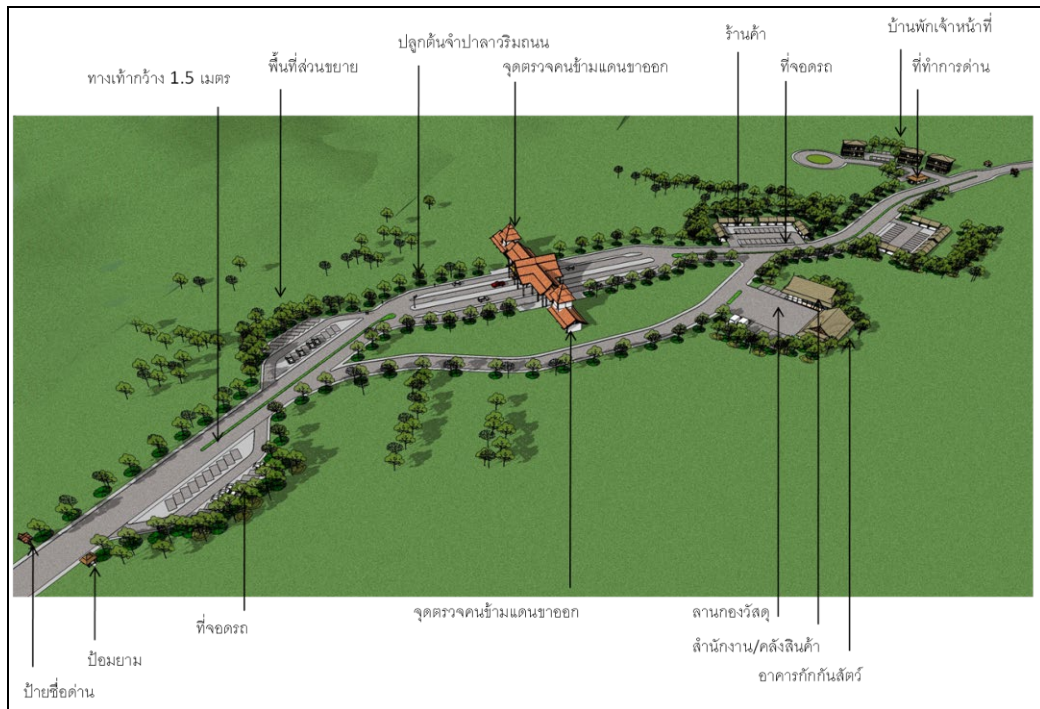 บ้านพักเจ้าหน้าที่
ร้านค้า
ปลูกต้นจำปาลาวริมถนน
พื้นที่ส่วนขยาย
จุดตรวจคนข้ามแดนขาออก
ที่จอดรถ
ที่ทำการด่าน
ทางเท้ากว้าง 1.5 เมตร
จุดตรวจคนข้ามแดนขาออก
ลานกองวัสดุ
ที่จอดรถ
สำนักงาน/คลังสินค้า
ป้อมยาม
อาคารกักกันสัตว์
ป้ายชื่อด่าน